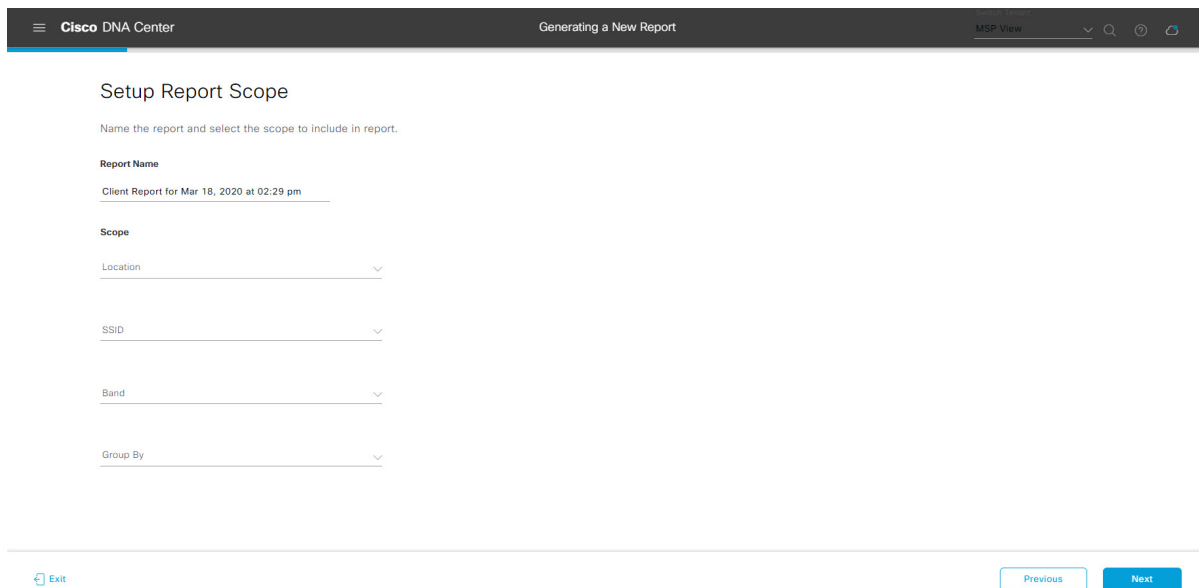 Cisco DNA Center
Generating a New Report
Switch Tenant
MSP View
Setup Report Scope
Name the report and select the scope to include in report.
Report Name
Client Report for Mar 18, 2020 at 02:29 pm
Scope
Location
SSID
Band
Group By
Exit
Previous
Next